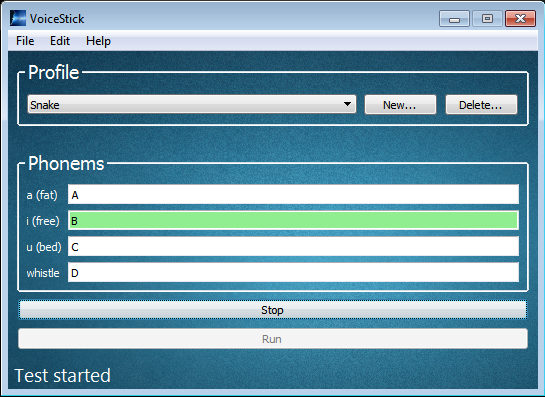 VoiceStick
File Edit Help
Profile
Snake New... Delete...
Phonems
a (fat) A
i (free) B
u (bed) C
whistle D
Stop
Run
Test started